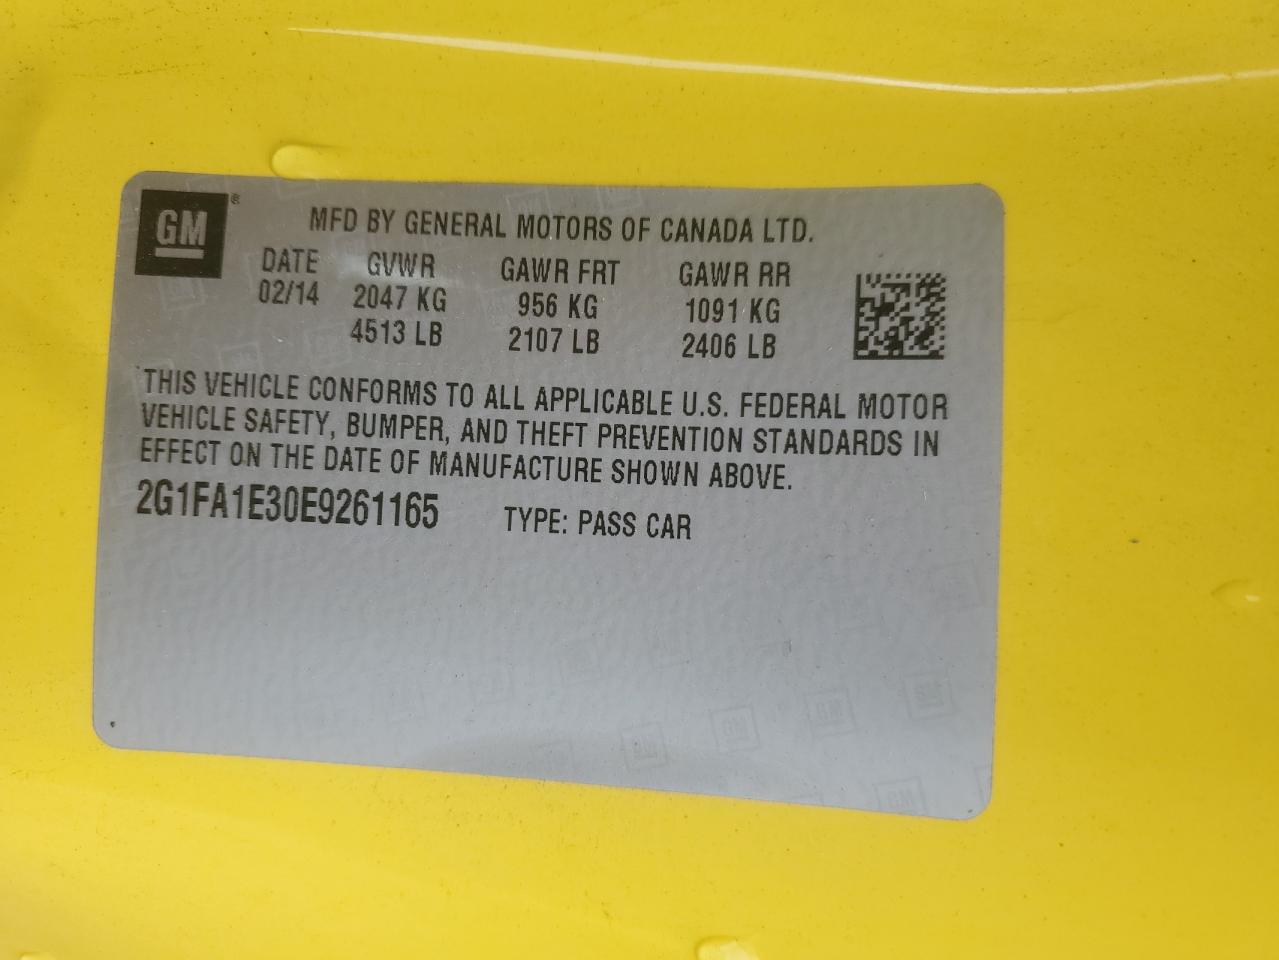 GM ®
MFD BY GENERAL MOTORS OF CANADA LTD.
DATE GVWR GAWR FRT GAWR RR
02/14 2047 KG 956 KG 1091 KG
4513 LB 2107 LB 2406 LB
THIS VEHICLE CONFORMS TO ALL APPLICABLE U.S. FEDERAL MOTOR
VEHICLE SAFETY, BUMPER, AND THEFT PREVENTION STANDARDS IN
EFFECT ON THE DATE OF MANUFACTURE SHOWN ABOVE.
2G1FA1E30E9261165 TYPE: PASS CAR